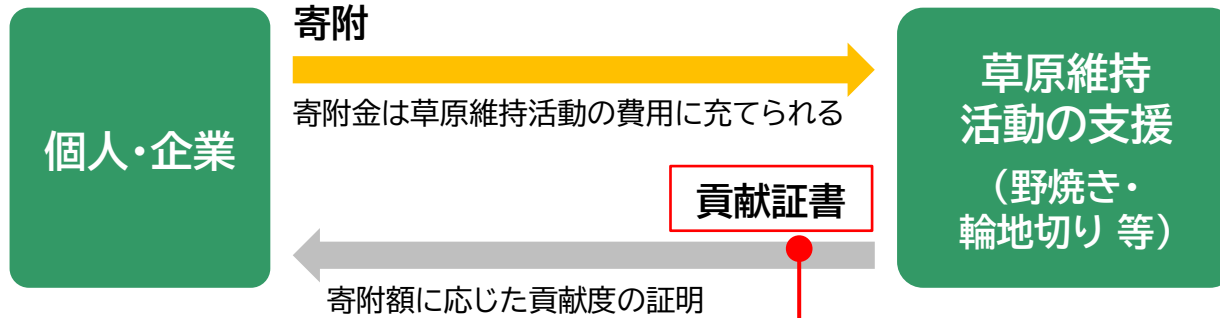 個人・企業
寄附
寄附金は草原維持活動の費用に充てられる
貢献証書
寄附額に応じた貢献度の証明
草原維持
活動の支援
（野焼き・
輪地切り 等）